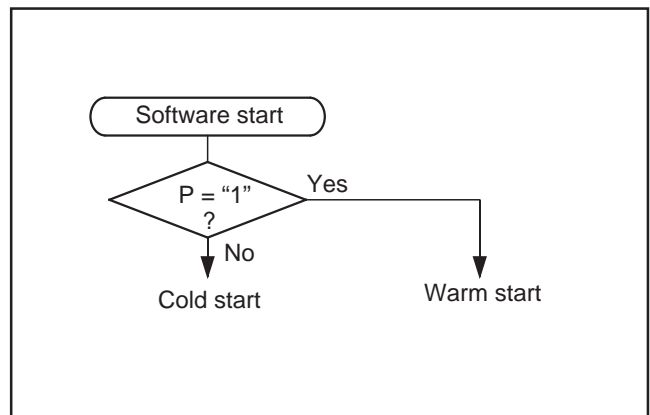 Software start
P = “1”
?
Yes
No
Cold start
Warm start